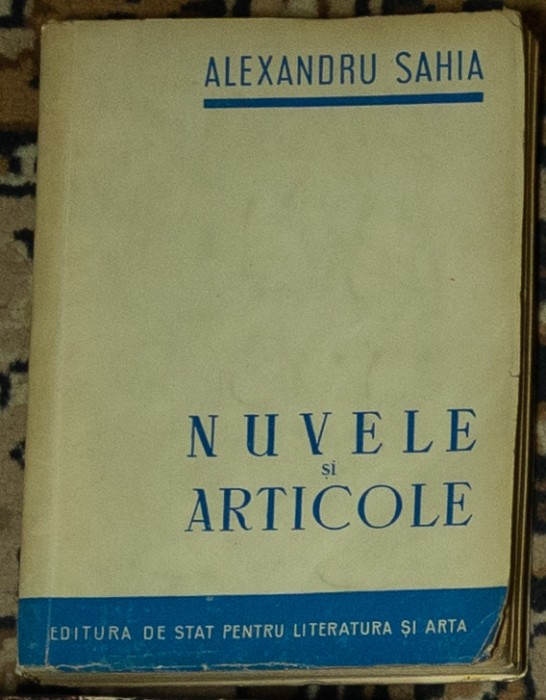 ALEXANDRU SAHIA
NUVELE
și
ARTICOLE
EDITURA DE STAT PENTRU LITERATURA ȘI ARTA